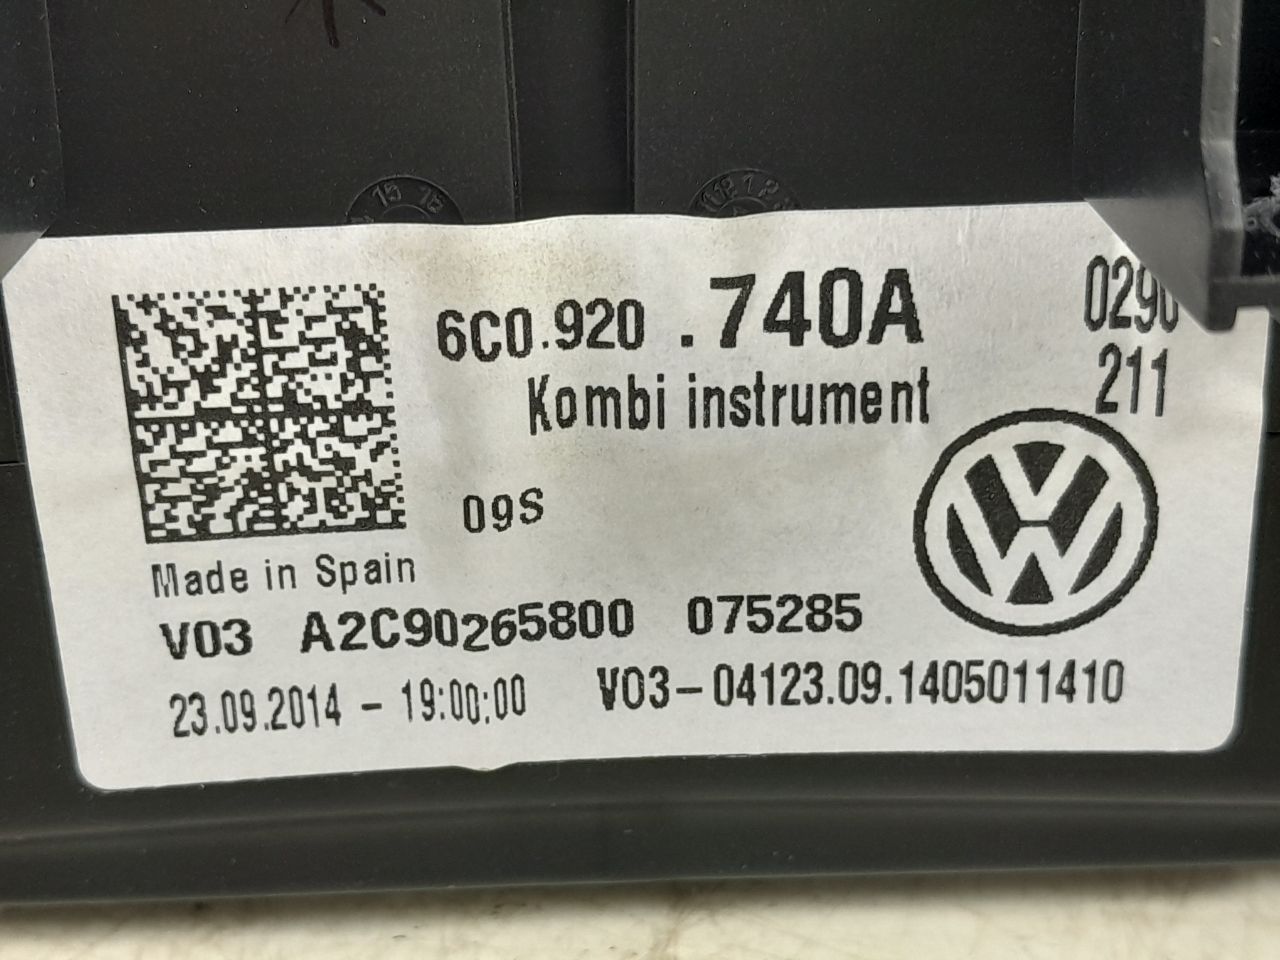 6C0.920 .740A
0290
211
Kombi instrument
09S
Made in Spain
V03 A2C90265800 075285
23.09.2014 - 19:00:00 V03-04123.09.1405011410